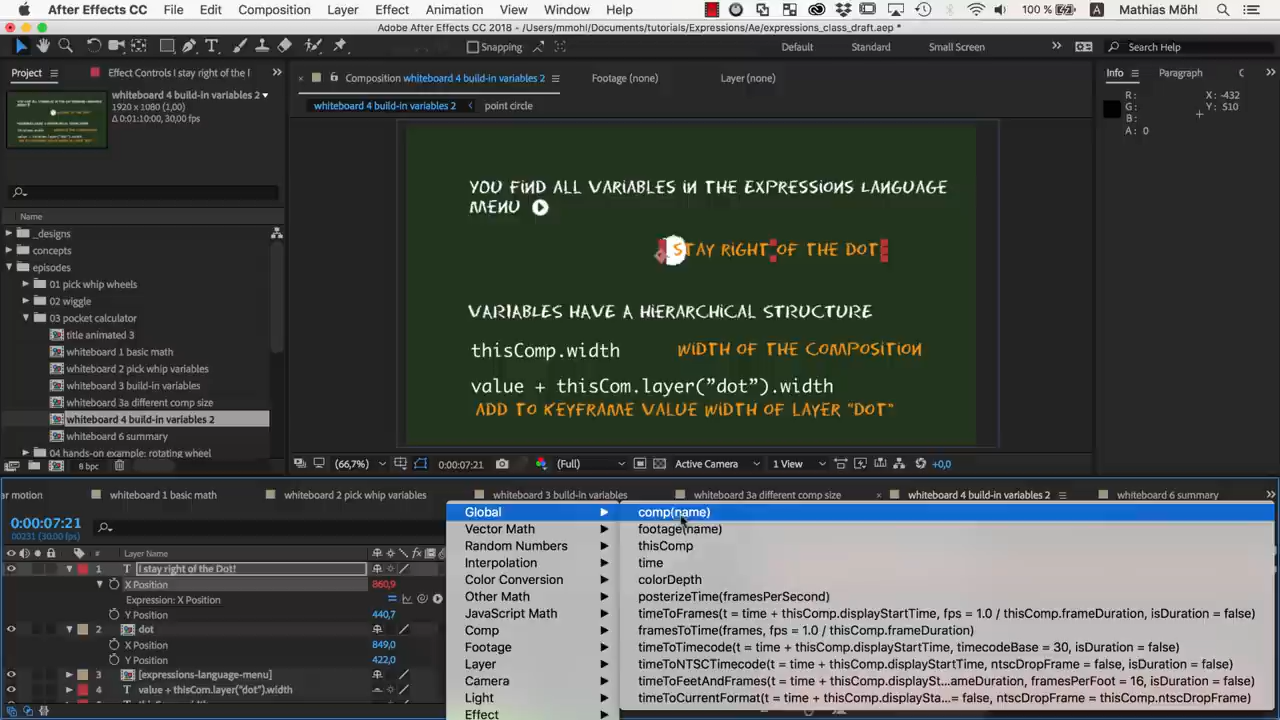 After Effects CC File Edit Composition Layer Effect Animation View Window Help 100 % Mathias Möhl
Adobe After Effects CC 2018 - /Users/mmohl/Documents/tutorials/Expressions/Ae/expressions_class_draft.aep *
Snapping Default Standard Small Screen Search Help
Project Effect Controls I stay right of the I
Composition whiteboard 4 build-in variables 2 Footage (none) Layer (none)
Info Paragraph C
whiteboard 4 build-in variables 2
1920 x 1080 (1,00)
Δ 0:01:10:00, 30,00 fps
whiteboard 4 build-in variables 2 point circle
R: X: -432
G: Y: 510
B:
A: 0
YOU FIND ALL VARIABLES IN THE EXPRESSIONS LANGUAGE
MENU
STAY RIGHT OF THE DOT
VARIABLES HAVE A HIERARCHICAL STRUCTURE
thisComp.width WIDTH OF THE COMPOSITION
value + thisCom.layer("dot").width
ADD TO KEYFRAME VALUE WIDTH OF LAYER "DOT"
Name
_designs
concepts
episodes
01 pick whip wheels
02 wiggle
03 pocket calculator
title animated 3
whiteboard 1 basic math
whiteboard 2 pick whip variables
whiteboard 3 build-in variables
whiteboard 3a different comp size
whiteboard 4 build-in variables 2
whiteboard 6 summary
04 hands-on example: rotating wheel
8 bpc
(66,7%) 0:00:07:21 (Full) Active Camera 1 View +0,0
ar motion whiteboard 1 basic math whiteboard 2 pick whip variables whiteboard 3 build-in variables whiteboard 3a different comp size whiteboard 4 build-in variables 2 whiteboard 6 summary
0:00:07:21
00231 (30.00 fps)
# Layer Name
1 T I stay right of the Dot!
X Position 860,9
Expression: X Position
Y Position 440,7
2 dot
X Position 849,0
Y Position 422,0
3 [expressions-language-menu]
4 T value + thisCom.layer("dot").width
Global
Vector Math
Random Numbers
Interpolation
Color Conversion
Other Math
JavaScript Math
Comp
Footage
Layer
Camera
Light
Effect
comp(name)
footage(name)
thisComp
time
colorDepth
posterizeTime(framesPerSecond)
timeToFrames(t = time + thisComp.displayStartTime, fps = 1.0 / thisComp.frameDuration, isDuration = false)
framesToTime(frames, fps = 1.0 / thisComp.frameDuration)
timeToTimecode(t = time + thisComp.displayStartTime, timecodeBase = 30, isDuration = false)
timeToNTSCTimecode(t = time + thisComp.displayStartTime, ntscDropFrame = false, isDuration = false)
timeToFeetAndFrames(t = time + thisComp.displaySt...ameDuration, framesPerFoot = 16, isDuration = false)
timeToCurrentFormat(t = time + thisComp.displaySta...= false, ntscDropFrame = thisComp.ntscDropFrame)